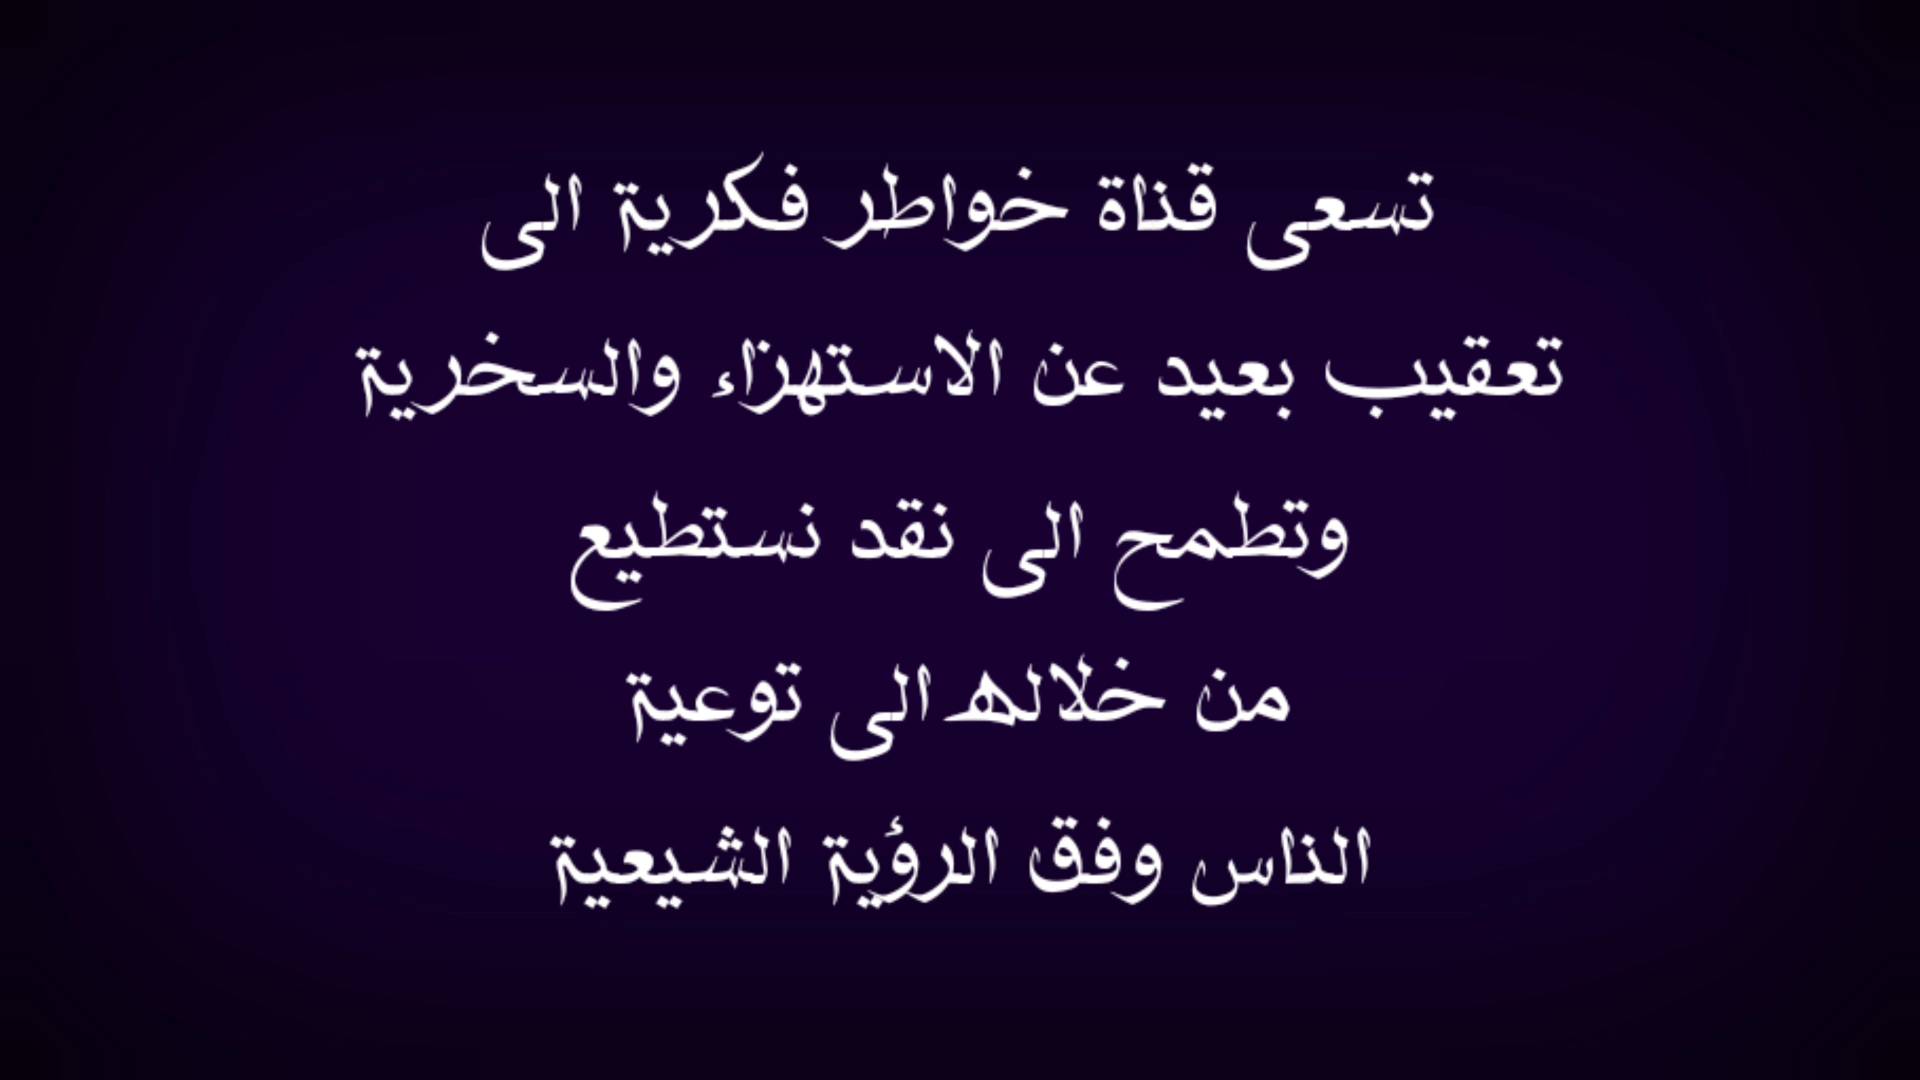 تسعى قناة خواطر فكرية الى
تعقيب بعيد عن الاستهزاء والسخرية
وتطمح الى نقد نستطيع
من خلاله الى توعية
الناس وفق الرؤية الشيعية